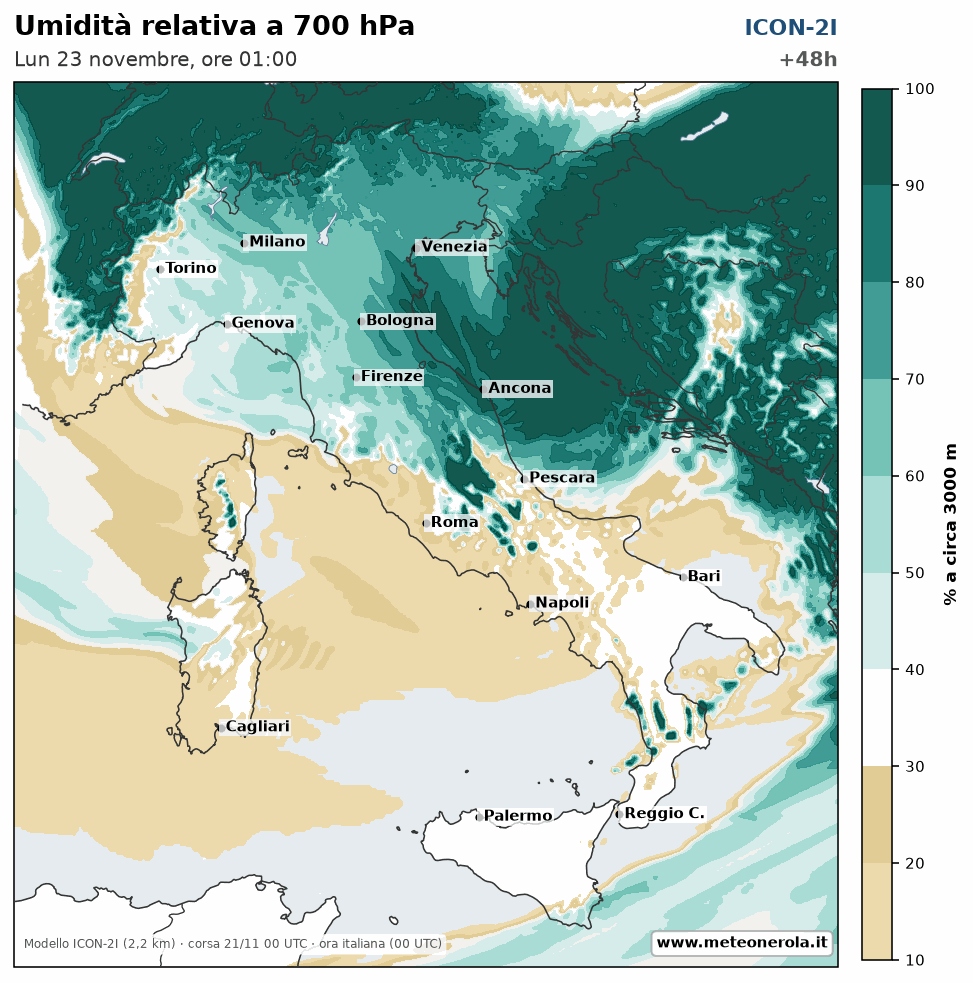 Umidità relativa a 700 hPa
ICON-2I
Lun 23 novembre, ore 01:00
+48h
100
90
80
70
60
50
40
30
20
10
% a circa 3000 m
Milano
Venezia
Torino
Genova
Bologna
Firenze
Ancona
Pescara
Roma
Bari
Napoli
Cagliari
Palermo
Reggio C.
Modello ICON-2I (2,2 km) · corsa 21/11 00 UTC · ora italiana (00 UTC)
www.meteonerola.it